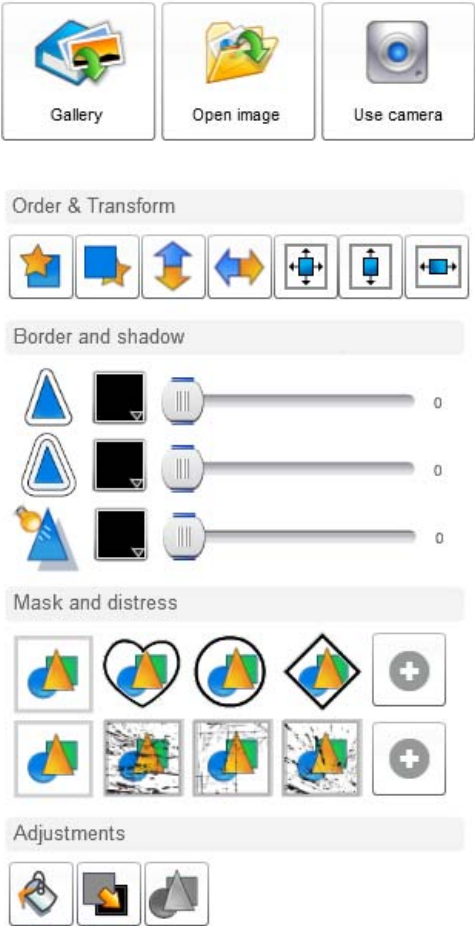 Gallery
Open image
Use camera
Order & Transform
Border and shadow
0
0
0
Mask and distress
Adjustments